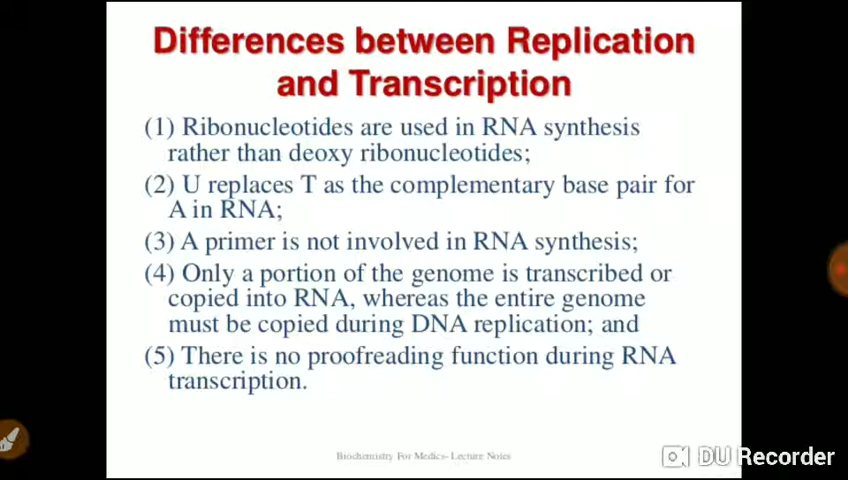 Differences between Replication
and Transcription
(1) Ribonucleotides are used in RNA synthesis
rather than deoxy ribonucleotides;
(2) U replaces T as the complementary base pair for
A in RNA;
(3) A primer is not involved in RNA synthesis;
(4) Only a portion of the genome is transcribed or
copied into RNA, whereas the entire genome
must be copied during DNA replication; and
(5) There is no proofreading function during RNA
transcription.
Biochemistry For Medics- Lecture Notes
DU Recorder